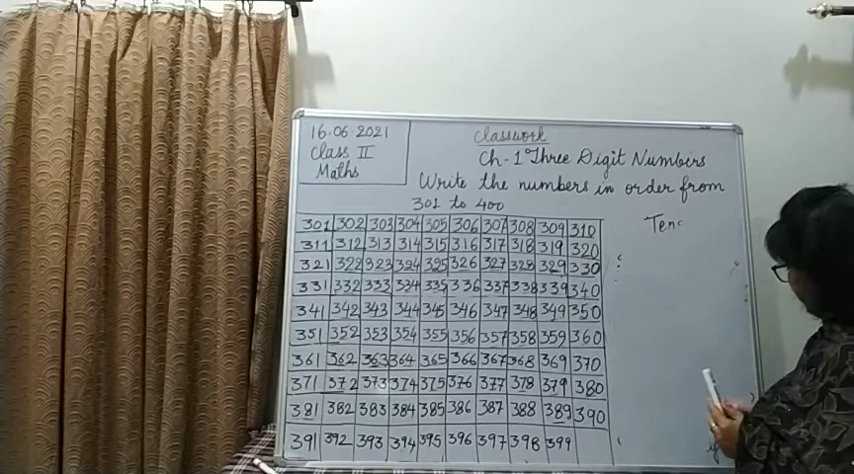 16.06.2021
Class II
Maths
Classwork
Ch-1 Three Digit Numbers
Write the numbers in order from
301 to 400
301 302 303 304 305 306 307 308 309 310
311 312 313 314 315 316 317 318 319 320
321 322 323 324 325 326 327 328 329 330
331 332 333 334 335 336 337 338 339 340
341 342 343 344 345 346 347 348 349 350
351 352 353 354 355 356 357 358 359 360
361 362 363 364 365 366 367 368 369 370
371 372 373 374 375 376 377 378 379 380
381 382 383 384 385 386 387 388 389 390
391 392 393 394 395 396 397 398 399